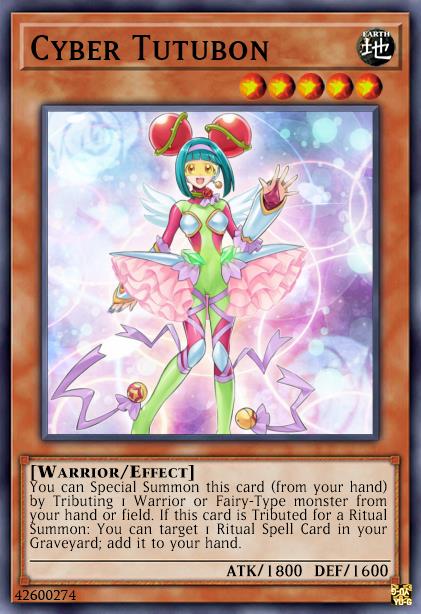 CYBER TUTUBON
EARTH
地
[WARRIOR/EFFECT]
You can Special Summon this card (from your hand)
by Tributing 1 Warrior or Fairy-Type monster from
your hand or field. If this card is Tributed for a Ritual
Summon: You can target 1 Ritual Spell Card in your
Graveyard; add it to your hand.
ATK/1800 DEF/1600
42600274